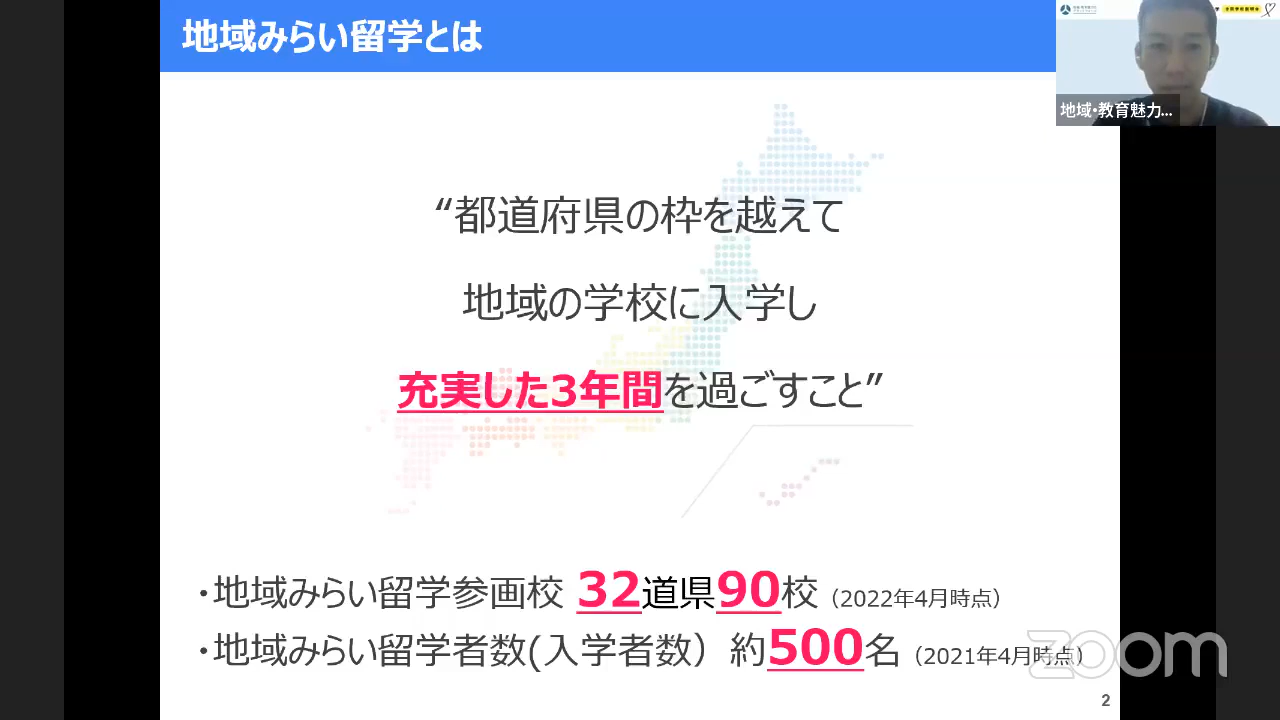 地域みらい留学とは
地域・教育魅力...
“都道府県の枠を越えて
地域の学校に入学し
充実した3年間を過ごすこと”
・地域みらい留学参画校 32道県90校（2022年4月時点）
・地域みらい留学者数(入学者数） 約500名（2021年4月時点）
zoom
2